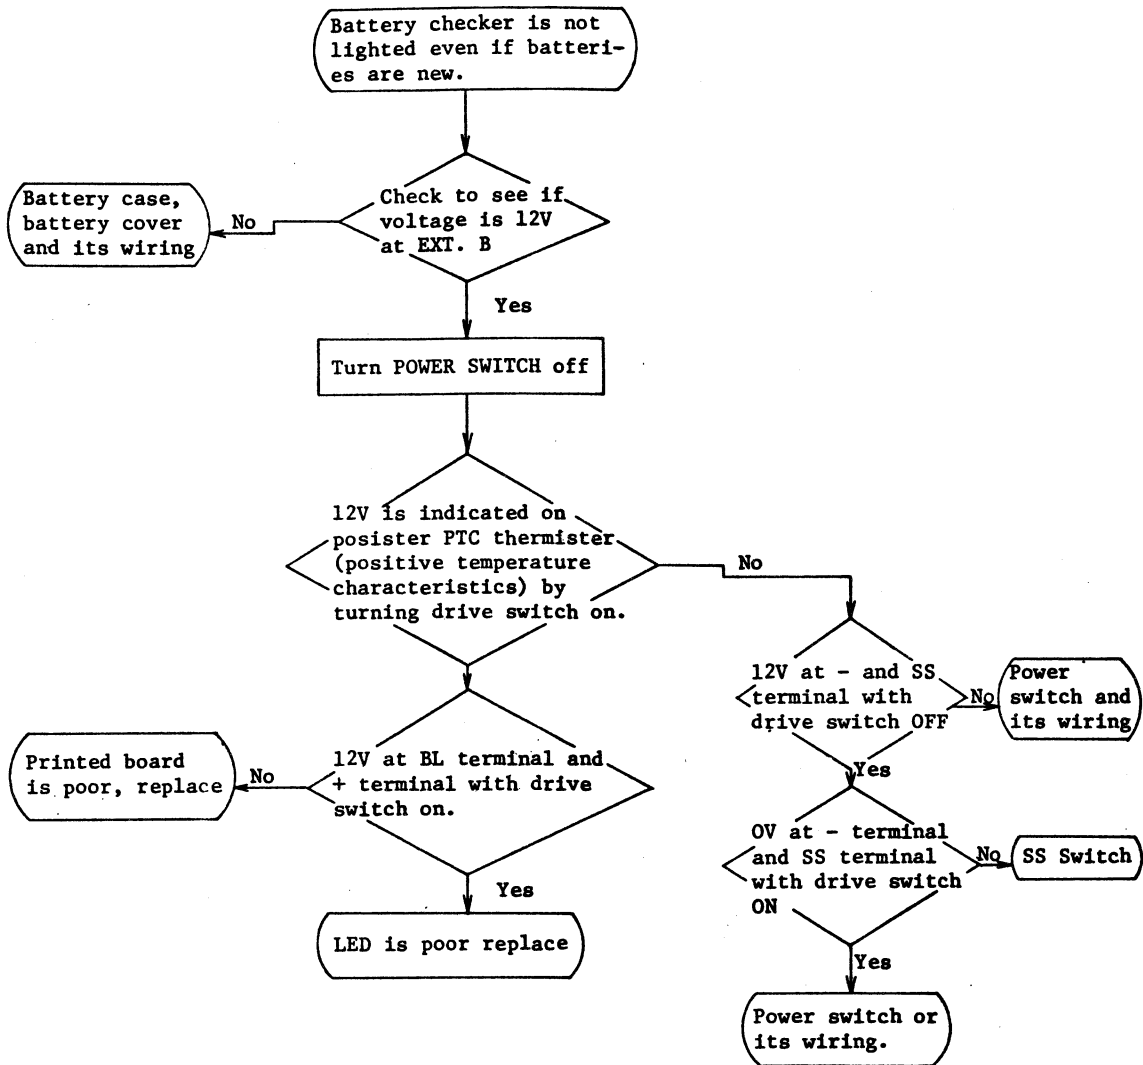 Battery checker is not
lighted even if batteri-
es are new.
Check to see if
voltage is 12V
at EXT. B
No
Battery case,
battery cover
and its wiring
Yes
Turn POWER SWITCH off
12V is indicated on
posister PTC thermister
(positive temperature
characteristics) by
turning drive switch on.
No
12V at - and SS
terminal with
drive switch OFF
No
Power
switch and
its wiring
Yes
12V at BL terminal and
+ terminal with drive
switch on.
No
Printed board
is poor, replace
Yes
LED is poor replace
OV at - terminal
and SS terminal
with drive switch
ON
No
SS Switch
Yes
Power switch or
its wiring.